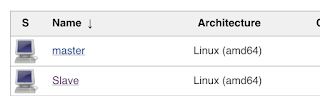 S Name ↓ Architecture
master Linux (amd64)
Slave Linux (amd64)